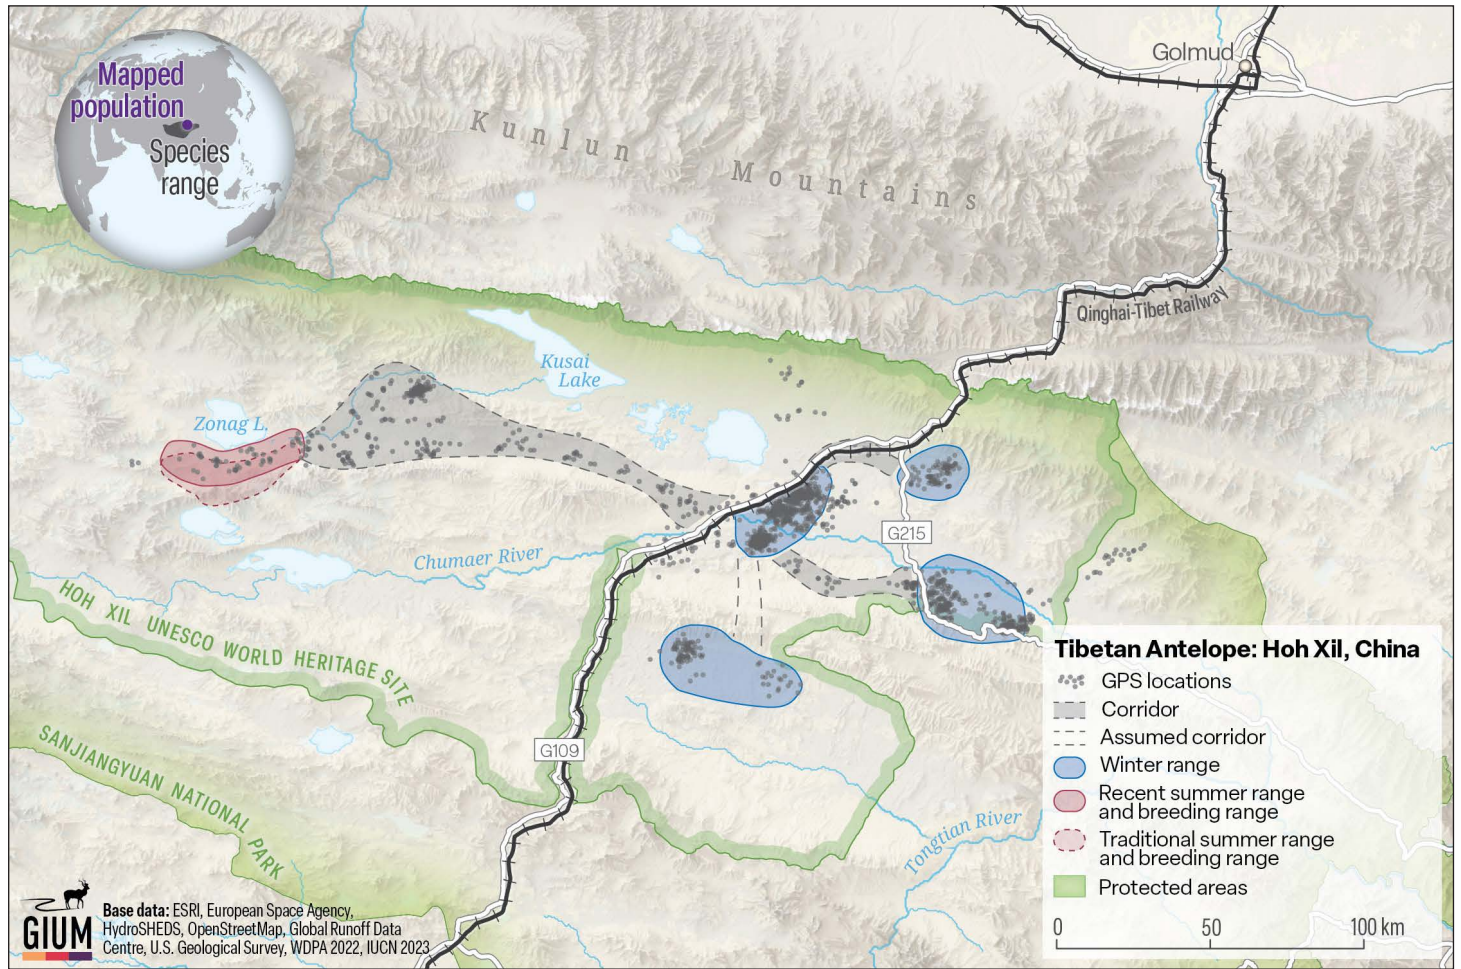 Mapped
population
Species
range
Golmud
Kunlun Mountains
Qinghai-Tibet Railway
Kusai
Lake
Zonag L.
Chumaer River
G215
HOH XIL UNESCO WORLD HERITAGE SITE
G109
SANJIANGYUAN NATIONAL PARK
Tongtian River
Tibetan Antelope: Hoh Xil, China
GPS locations
Corridor
Assumed corridor
Winter range
Recent summer range
and breeding range
Traditional summer range
and breeding range
Protected areas
0 50 100 km
GIUM
Base data: ESRI, European Space Agency,
HydroSHEDS, OpenStreetMap, Global Runoff Data
Centre, U.S. Geological Survey, WDPA 2022, IUCN 2023